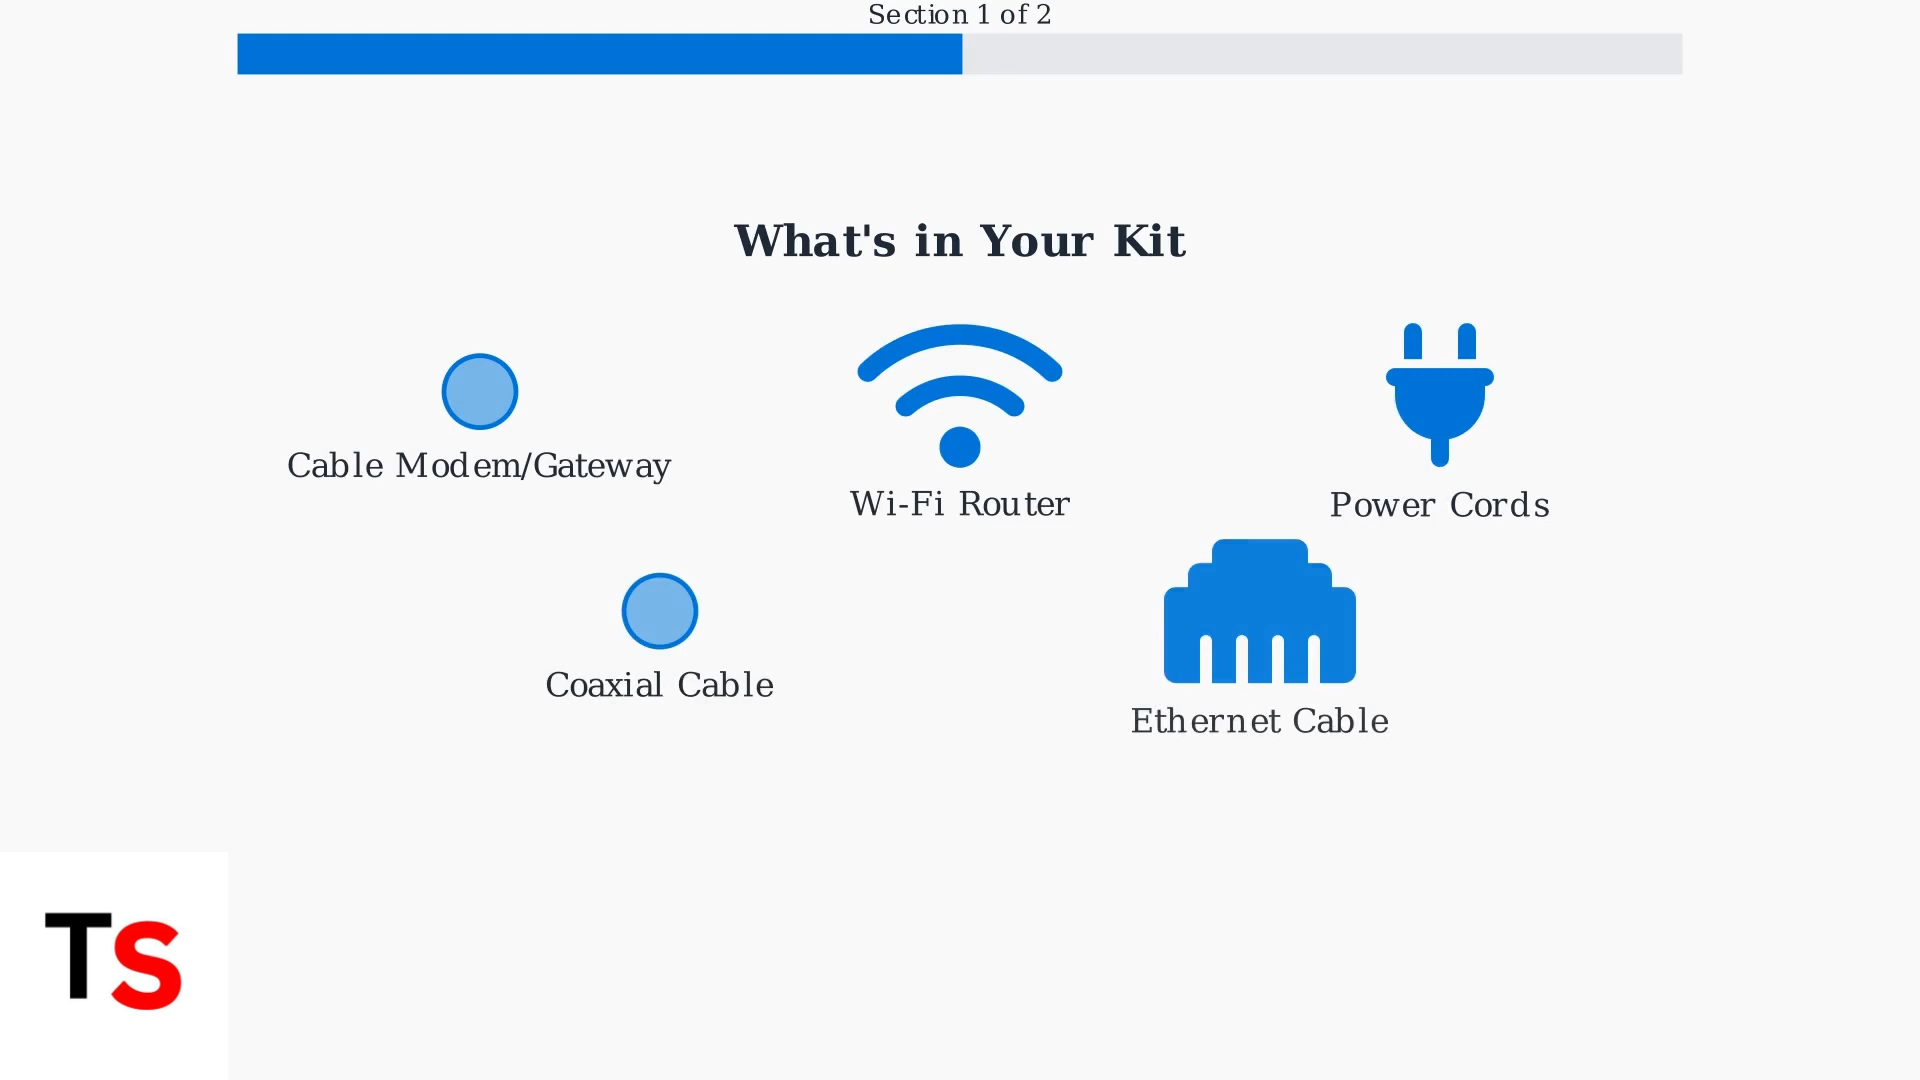 Section 1 of 2
What's in Your Kit
Cable Modem/Gateway
Wi-Fi Router
Power Cords
Coaxial Cable
Ethernet Cable
TS